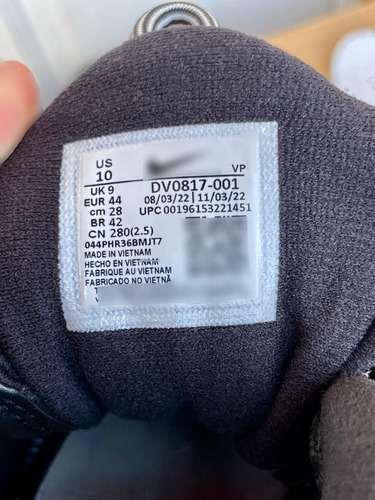 US
10
VP
UK 9
DV0817-001
EUR 44
08/03/22 | 11/03/22
cm 28
UPC 00196153221451
BR 42
CN 280(2.5)
044PHR36BMJT7
MADE IN VIETNAM
HECHO EN VIETNAM
FABRIQUE AU VIETNAM
FABRICADO NO VIETNÃ